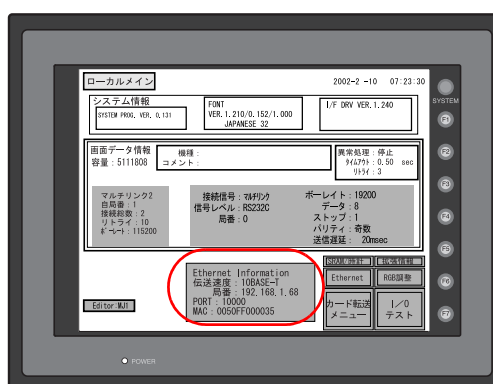 ローカルメイン
2002-2 -10 07:23:30
システム情報
SYSTEM PROG. VER. 0.131
FONT
VER.1.210/0.152/1.000
JAPANESE 32
I/F DRV VER.1.240
SYSTEM
F1
画面データ情報
容量:5111808
機種:
コメント:
異常処理:停止
タイムアウト:0.50 sec
リトライ:3
F2
F3
マルチリンク2
自局番:1
接続総数:2
リトライ:10
ボーレート:115200
接続信号:マルチリンク
信号レベル:RS232C
局番:0
ボーレイト:19200
データ:8
ストップ:1
パリティ:奇数
送信遅延: 20msec
F4
F5
SRAM/時計
拡張情報
Ethernet Information
伝送速度:10BASE-T
局番:192.168.1.68
PORT:10000
MAC:0050FF000035
Ethernet
RGB調整
F6
Editor:MJ1
カード転送
メニュー
I/O
テスト
F7
POWER